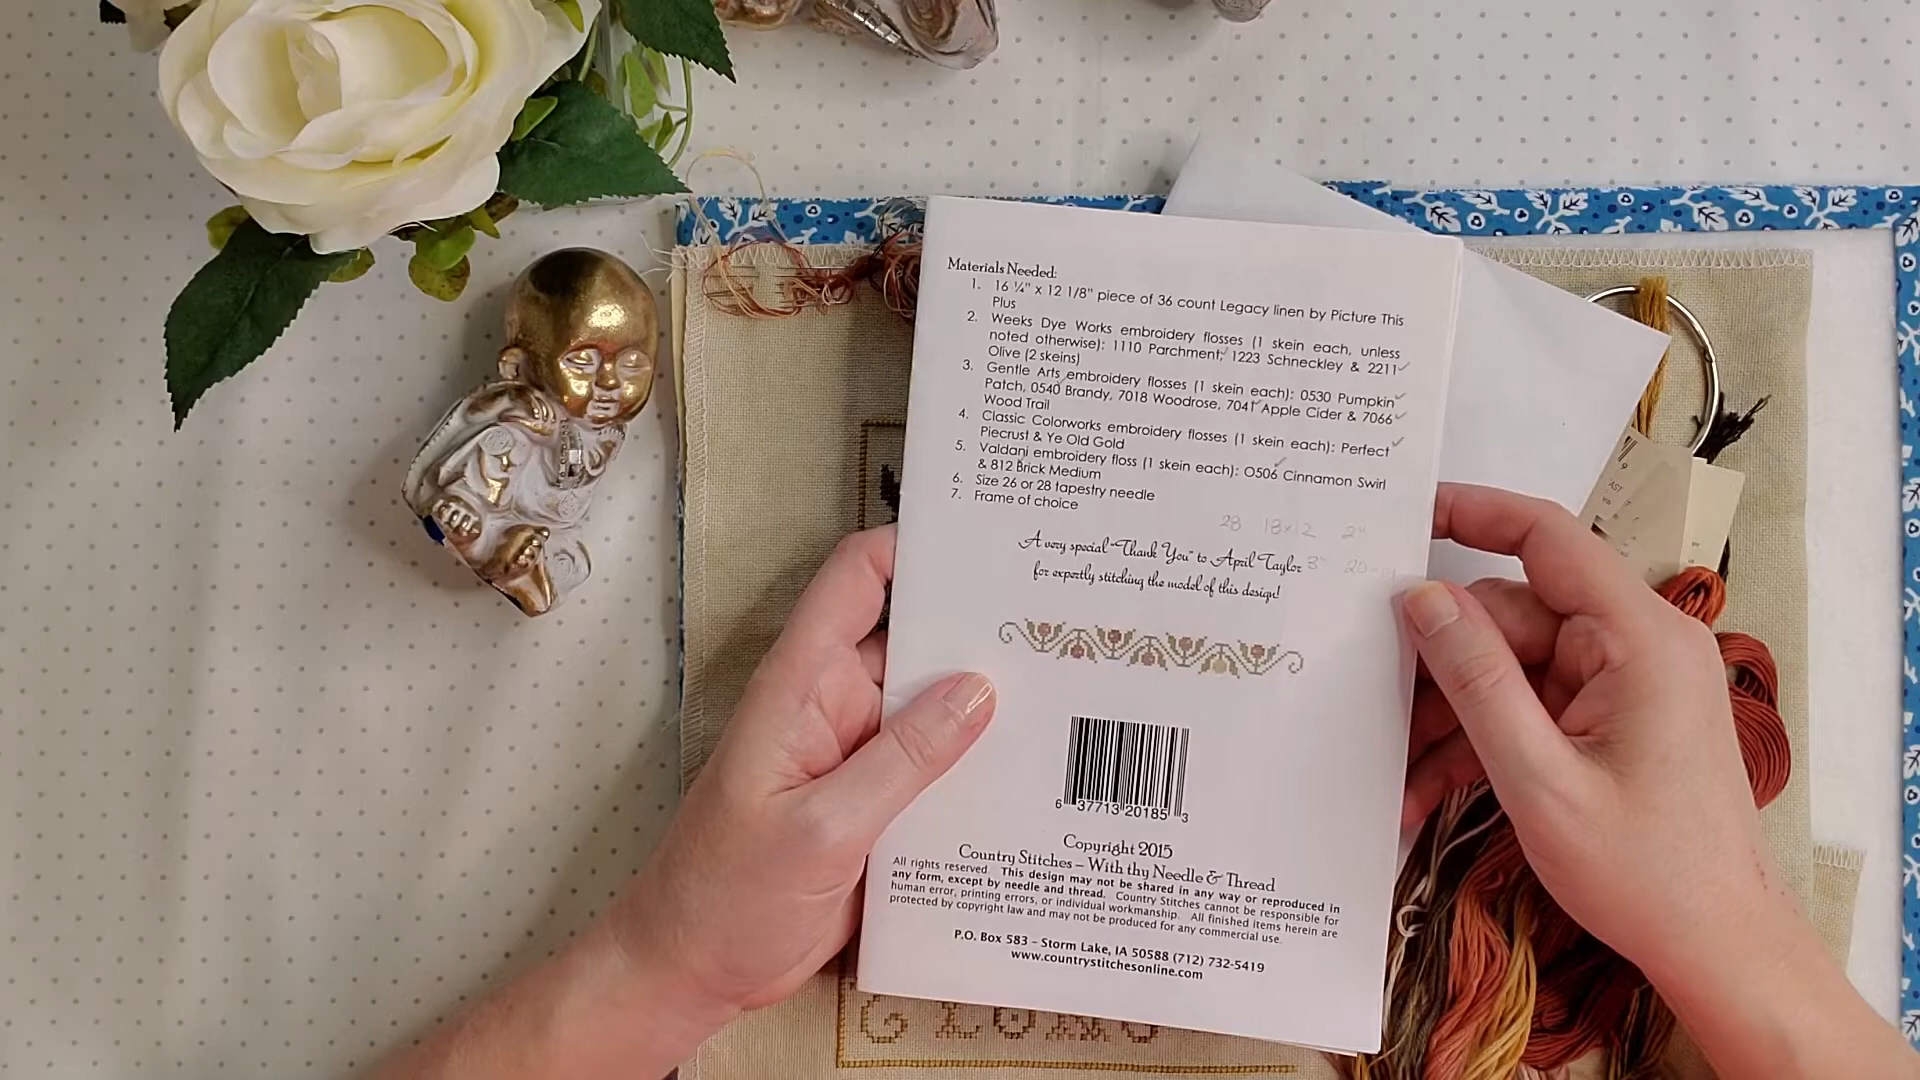 Materials Needed:
1. 16 ¼" x 12 1/8" piece of 36 count Legacy linen by Picture This
Plus
2. Weeks Dye Works embroidery flosses (1 skein each, unless
noted otherwise): 1110 Parchment, 1223 Schneckley & 2211
Olive (2 skeins)
3. Gentle Arts embroidery flosses (1 skein each): 0530 Pumpkin
Patch, 0540 Brandy, 7018 Woodrose, 7041 Apple Cider & 7066
Wood Trail
4. Classic Colorworks embroidery flosses (1 skein each): Perfect
Piecrust & Ye Old Gold
5. Valdani embroidery floss (1 skein each): O506 Cinnamon Swirl
& 812 Brick Medium
6. Size 26 or 28 tapestry needle
7. Frame of choice
28 18x12 2"
A very special "Thank You" to April Taylor 3"
for expertly stitching the model of this design!
6 37713 20185 3
Copyright 2015
Country Stitches – With thy Needle & Thread
All rights reserved. This design may not be shared in any way or reproduced in
any form, except by needle and thread. Country Stitches cannot be responsible for
human error, printing errors, or individual workmanship. All finished items herein are
protected by copyright law and may not be produced for any commercial use.
P.O. Box 583 – Storm Lake, IA 50588 (712) 732-5419
www.countrystitchesonline.com